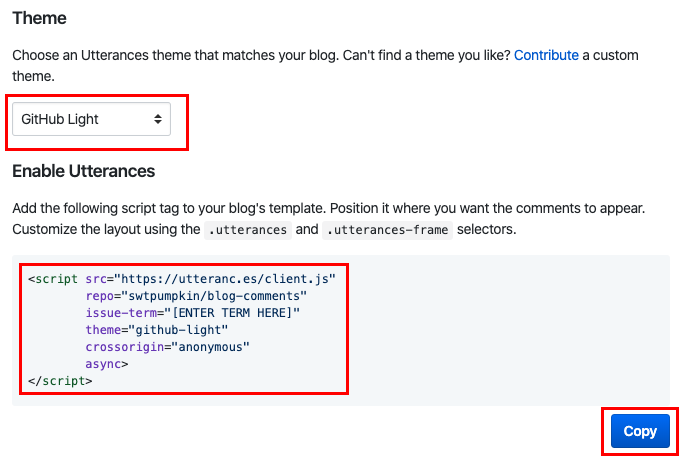 Theme
Choose an Utterances theme that matches your blog. Can't find a theme you like? Contribute a custom
theme.
GitHub Light
Enable Utterances
Add the following script tag to your blog's template. Position it where you want the comments to appear.
Customize the layout using the .utterances and .utterances-frame selectors.
<script src="https://utteranc.es/client.js"
        repo="swtpumpkin/blog-comments"
        issue-term="[ENTER TERM HERE]"
        theme="github-light"
        crossorigin="anonymous"
        async>
</script>
Copy